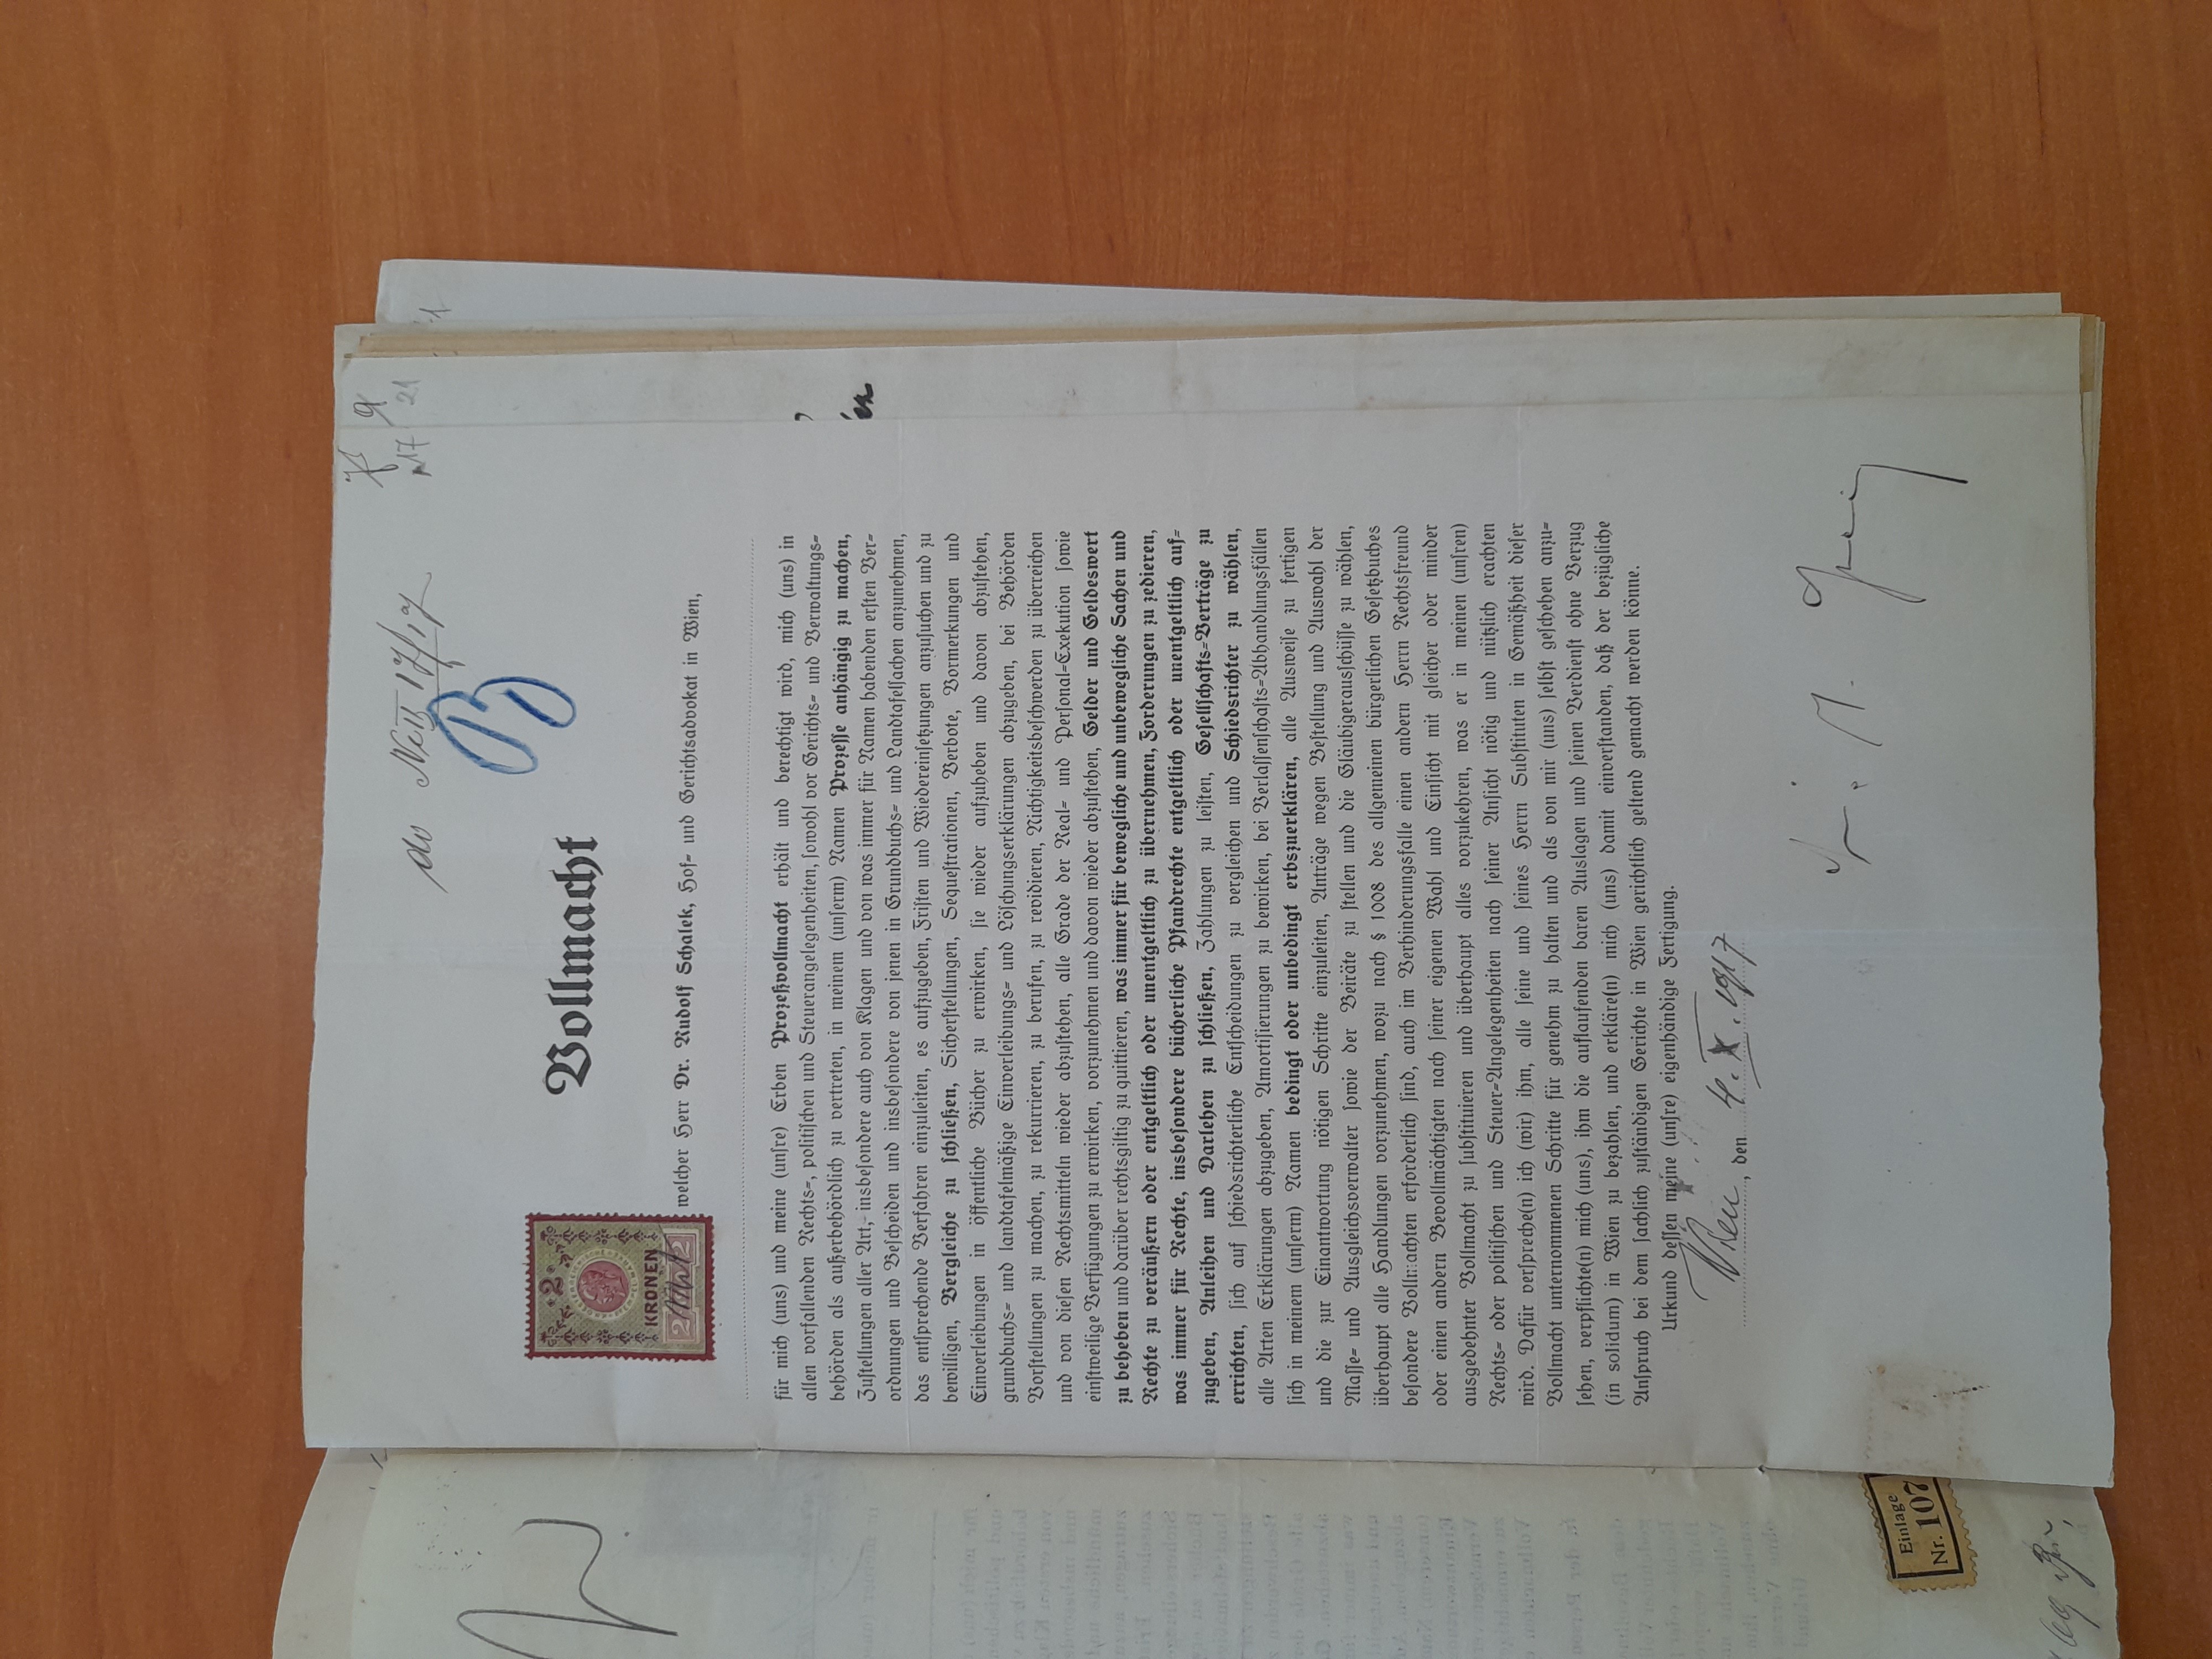 17
21
Vollmacht
2
KRONEN
2 2
welcher Herr Dr. Rudolf Schalek, Hof- und Gerichtsadvokat in Wien,
für mich (uns) und meine (unsre) Erben Prozeßvollmacht erhält und berechtigt wird, mich (uns) in
allen vorfallenden Rechts-, politischen und Steuerangelegenheiten, sowohl vor Gerichts- und Verwaltungs-
behörden als außerbehördlich zu vertreten, in meinem (unserm) Namen Prozesse anhängig zu machen,
Zustellungen aller Art, insbesondere auch von Klagen und von was immer für Namen habenden ersten Ver-
ordnungen und Bescheiden und insbesondere von jenen in Grundbuchs- und Landtafelsachen anzunehmen,
das entsprechende Verfahren einzuleiten, es aufzugeben, Fristen und Wiedereinsetzungen anzusuchen und zu
bewilligen, Vergleiche zu schließen, Sicherstellungen, Sequestrationen, Verbote, Vormerkungen und
Einverleibungen in öffentliche Bücher zu erwirken, sie wieder aufzuheben und davon abzustehen,
grundbuchs- und landtafelmäßige Einverleibungs- und Löschungserklärungen abzugeben, bei Behörden
Vorstellungen zu machen, zu rekurrieren, zu berufen, zu revidieren, Nichtigkeitsbeschwerden zu überreichen
und von diesen Rechtsmitteln wieder abzustehen, alle Grade der Real- und Personal-Exekution sowie
einstweilige Verfügungen zu erwirken, vorzunehmen und davon wieder abzustehen, Gelder und Geldeswert
zu beheben und darüber rechtsgiltig zu quittieren, was immer für bewegliche und unbewegliche Sachen und
Rechte zu veräußern oder entgeltlich oder unentgeltlich zu übernehmen, Forderungen zu zedieren,
was immer für Rechte, insbesondere bücherliche Pfandrechte entgeltlich oder unentgeltlich auf-
zugeben, Anleihen und Darlehen zu schließen, Zahlungen zu leisten, Gesellschafts-Verträge zu
errichten, sich auf schiedsrichterliche Entscheidungen zu vergleichen und Schiedsrichter zu wählen,
alle Arten Erklärungen abzugeben, Amortisierungen zu bewirken, bei Verlassenschafts-Abhandlungsfällen
sich in meinem (unserm) Namen bedingt oder unbedingt erbszuerklären, alle Ausweise zu fertigen
und die zur Einantwortung nötigen Schritte einzuleiten, Anträge wegen Bestellung und Auswahl der
Masse- und Ausgleichsverwalter sowie der Beiräte zu stellen und die Gläubigerausschüsse zu wählen,
überhaupt alle Handlungen vorzunehmen, wozu nach § 1008 des allgemeinen bürgerlichen Gesetzbuches
besondere Vollmachten erforderlich sind, auch im Verhinderungsfalle einen andern Herrn Rechtsfreund
oder einen andern Bevollmächtigten nach seiner eigenen Wahl und Einsicht mit gleicher oder minder
ausgedehnter Vollmacht zu substituieren und überhaupt alles vorzukehren, was er in meinen (unsren)
Rechts- oder politischen und Steuer-Angelegenheiten nach seiner Ansicht nötig und nützlich erachten
wird. Dafür verspreche(n) ich (wir) ihm, alle seine und seines Herrn Substituten in Gemäßheit dieser
Vollmacht unternommenen Schritte für genehm zu halten und als von mir (uns) selbst geschehen anzu-
sehen, verpflichte(n) mich (uns), ihm die auflaufenden baren Auslagen und seinen Verdienst ohne Verzug
(in solidum) in Wien zu bezahlen, und erkläre(n) mich (uns) damit einverstanden, daß der bezügliche
Anspruch bei dem sachlich zuständigen Gerichte in Wien gerichtlich geltend gemacht werden könne.
Urkund dessen meine (unsre) eigenhändige Fertigung.
Wien, den 4. X. 1917
Einlage
Nr. 107